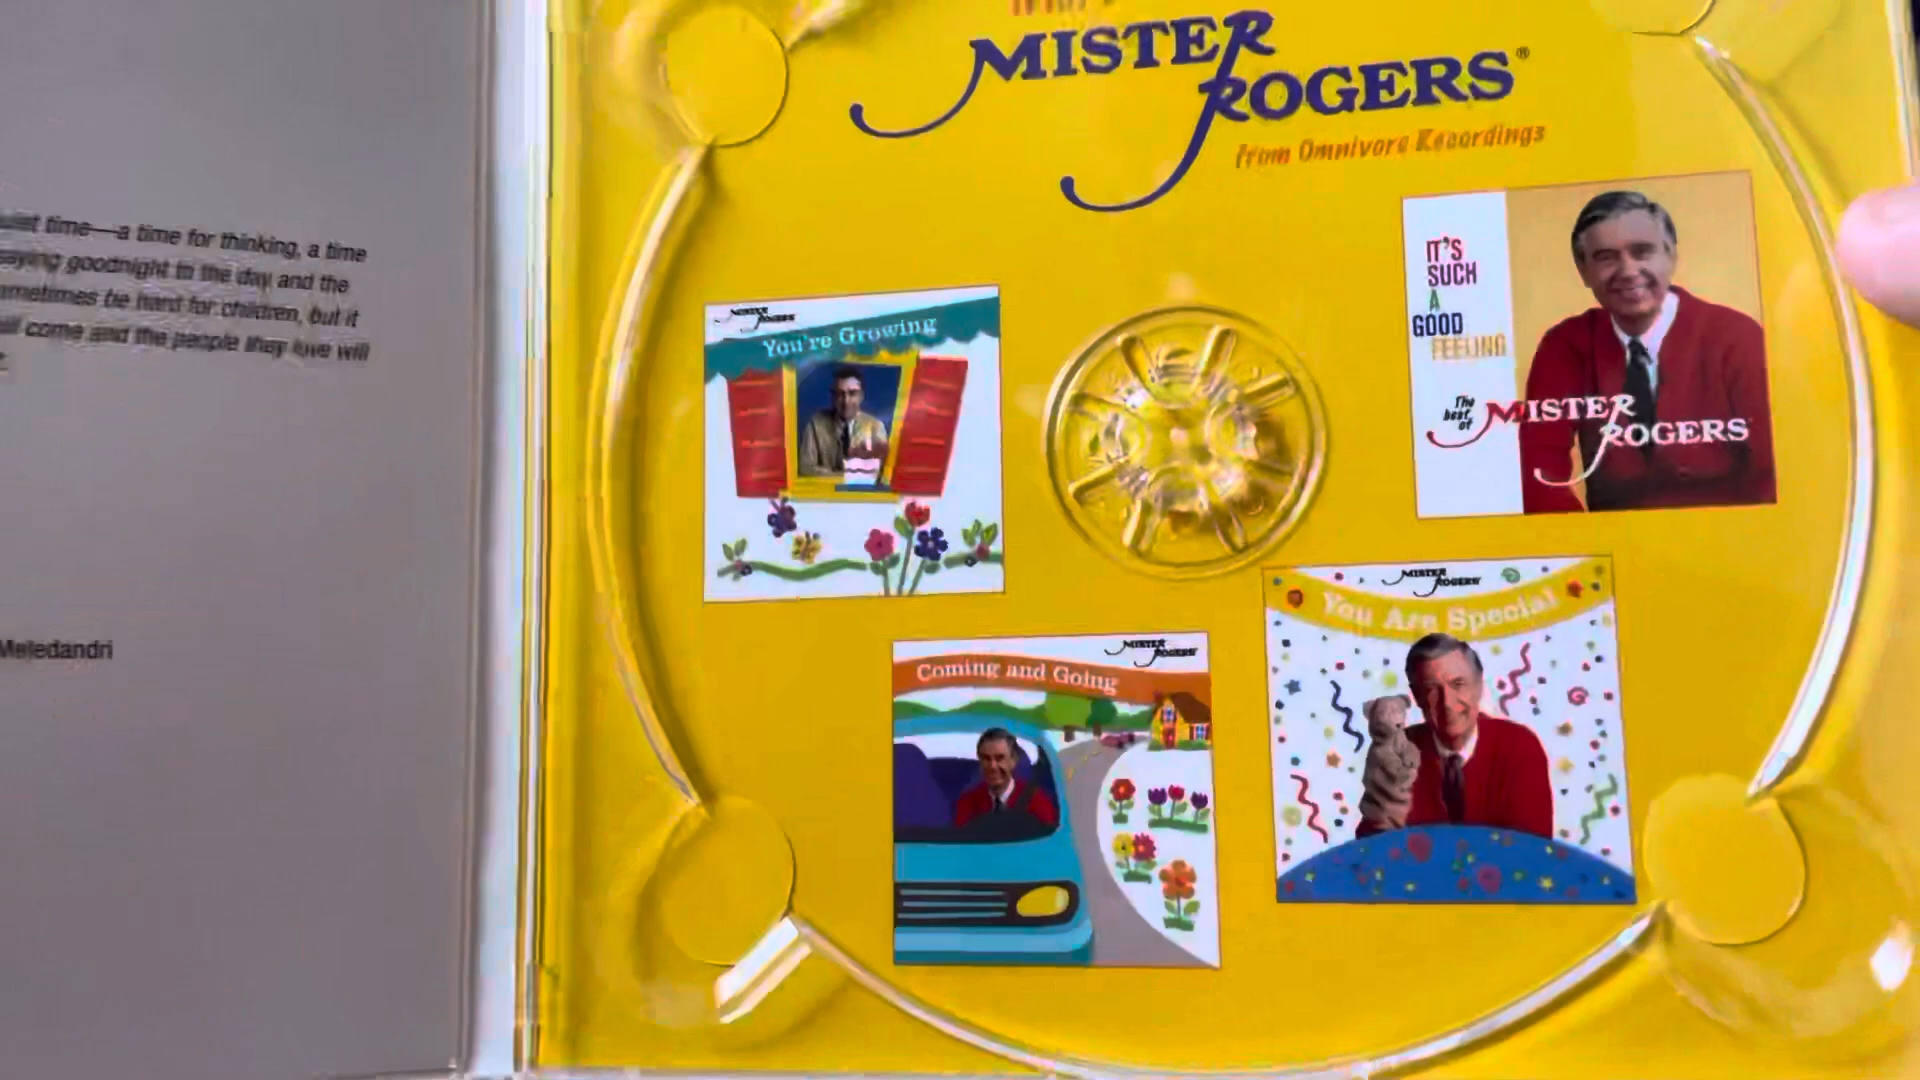 time—a time for thinking, a time
saying goodnight to the day and the
sometimes be hard for children, but it
will come and the people they love will
Meledandri
MISTER
ROGERS®
from Omnivore Recordings
IT'S
SUCH
A
GOOD
FEELING
The
best
of
MISTER
ROGERS
MISTER
ROGERS
You're Growing
MISTER
ROGERS
Coming and Going
MISTER
ROGERS
You Are Special